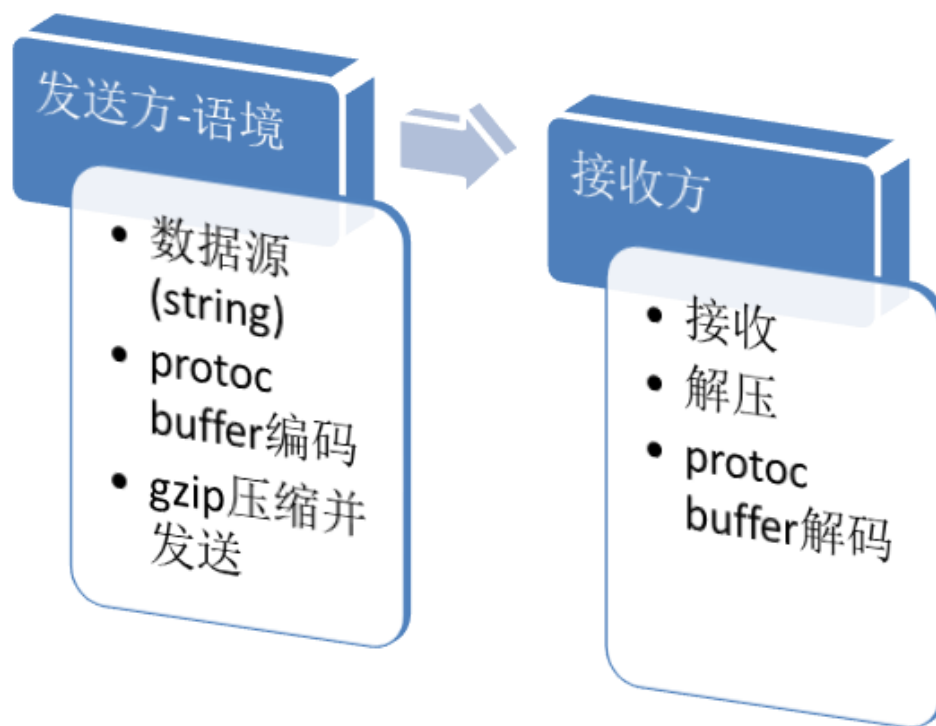 发送方-语境
• 数据源
(string)
• protoc
buffer编码
• gzip压缩并
发送
接收方
• 接收
• 解压
• protoc
buffer解码